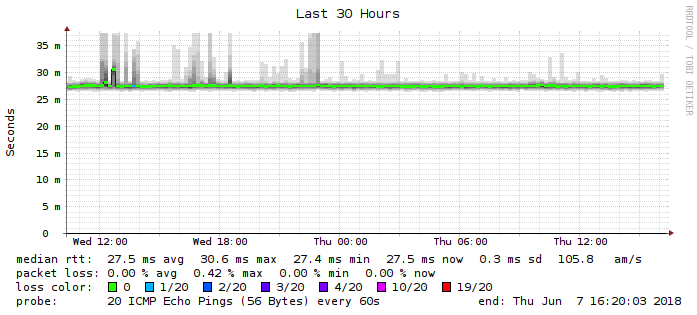 Last 30 Hours
RRDTOOL / TOBI OETIKER
Seconds
35 m
30 m
25 m
20 m
15 m
10 m
5 m
0
Wed 12:00 Wed 18:00 Thu 00:00 Thu 06:00 Thu 12:00
median rtt: 27.5 ms avg 30.6 ms max 27.4 ms min 27.5 ms now 0.3 ms sd 105.8 am/s
packet loss: 0.00 % avg 0.42 % max 0.00 % min 0.00 % now
loss color: 0 1/20 2/20 3/20 4/20 10/20 19/20
probe: 20 ICMP Echo Pings (56 Bytes) every 60s end: Thu Jun 7 16:20:03 2018